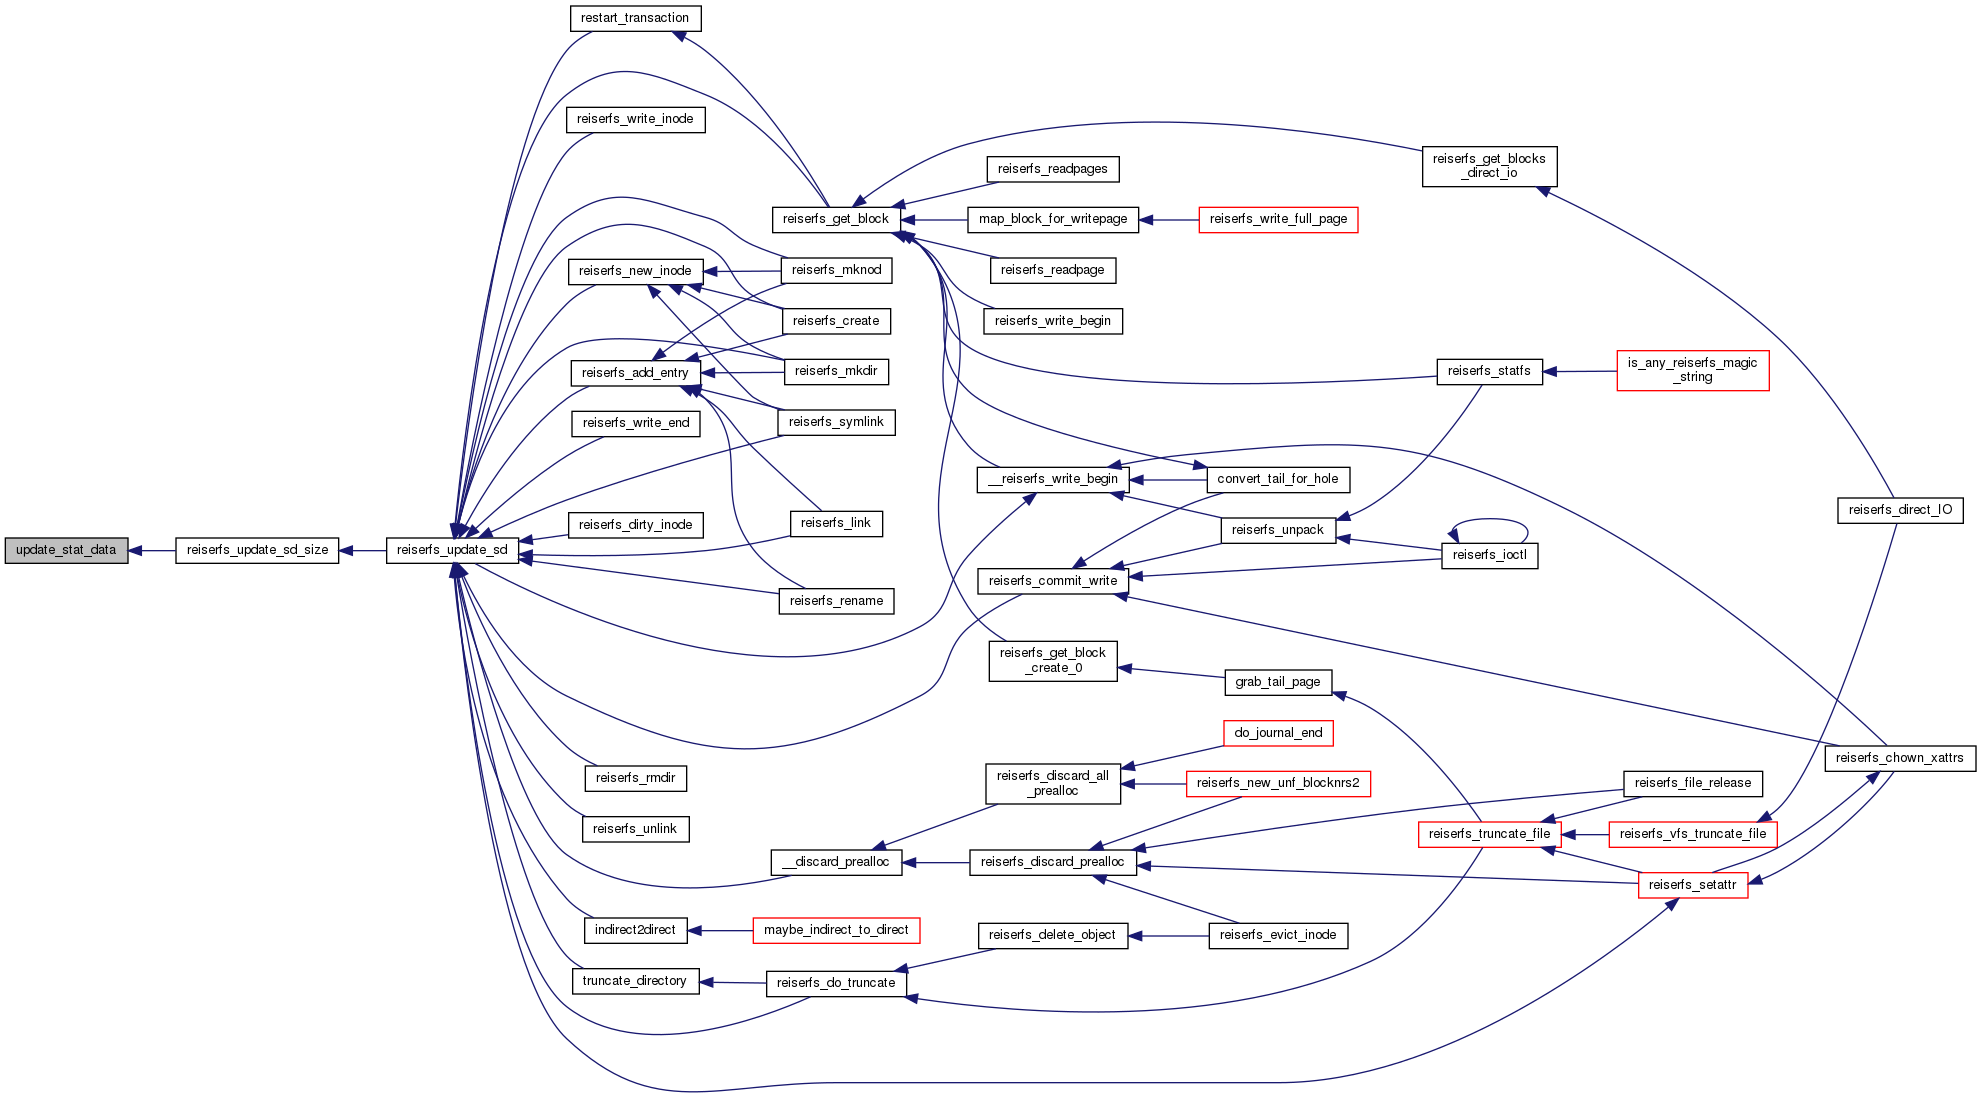 update_stat_data
reiserfs_update_sd_size
reiserfs_update_sd
restart_transaction
reiserfs_write_inode
reiserfs_new_inode
reiserfs_add_entry
reiserfs_write_end
reiserfs_dirty_inode
reiserfs_rmdir
reiserfs_unlink
indirect2direct
truncate_directory
reiserfs_get_block
reiserfs_mknod
reiserfs_create
reiserfs_mkdir
reiserfs_symlink
reiserfs_link
reiserfs_rename
__discard_prealloc
maybe_indirect_to_direct
reiserfs_do_truncate
reiserfs_readpages
map_block_for_writepage
reiserfs_readpage
reiserfs_write_begin
__reiserfs_write_begin
reiserfs_commit_write
reiserfs_get_block
_create_0
reiserfs_discard_all
_prealloc
reiserfs_discard_prealloc
reiserfs_delete_object
reiserfs_write_full_page
convert_tail_for_hole
reiserfs_unpack
grab_tail_page
do_journal_end
reiserfs_new_unf_blocknrs2
reiserfs_evict_inode
reiserfs_get_blocks
_direct_io
reiserfs_statfs
reiserfs_ioctl
reiserfs_truncate_file
is_any_reiserfs_magic
_string
reiserfs_file_release
reiserfs_vfs_truncate_file
reiserfs_setattr
reiserfs_direct_IO
reiserfs_chown_xattrs